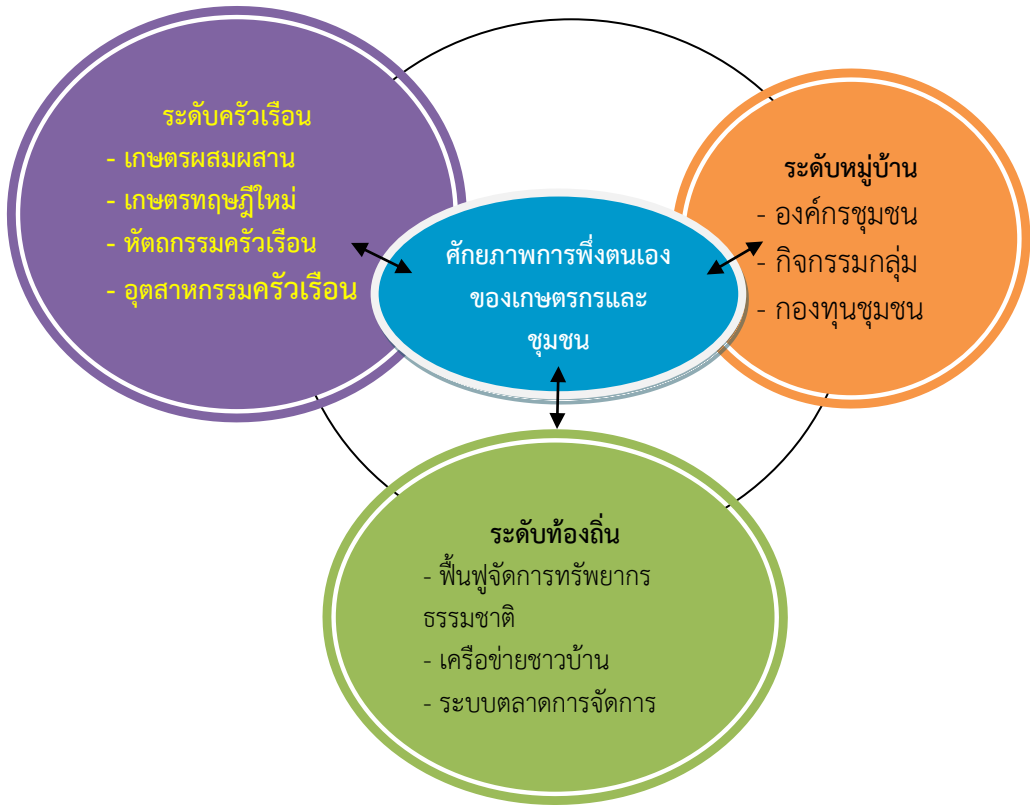 ระดับครัวเรือน
- เกษตรผสมผสาน
- เกษตรทฤษฎีใหม่
- หัตถกรรมครัวเรือน
- อุตสาหกรรมครัวเรือน
ศักยภาพการพึ่งตนเอง
ของเกษตรกรและ
ชุมชน
ระดับหมู่บ้าน
- องค์กรชุมชน
- กิจกรรมกลุ่ม
- กองทุนชุมชน
ระดับท้องถิ่น
- ฟื้นฟูจัดการทรัพยากร
ธรรมชาติ
- เครือข่ายชาวบ้าน
- ระบบตลาดการจัดการ